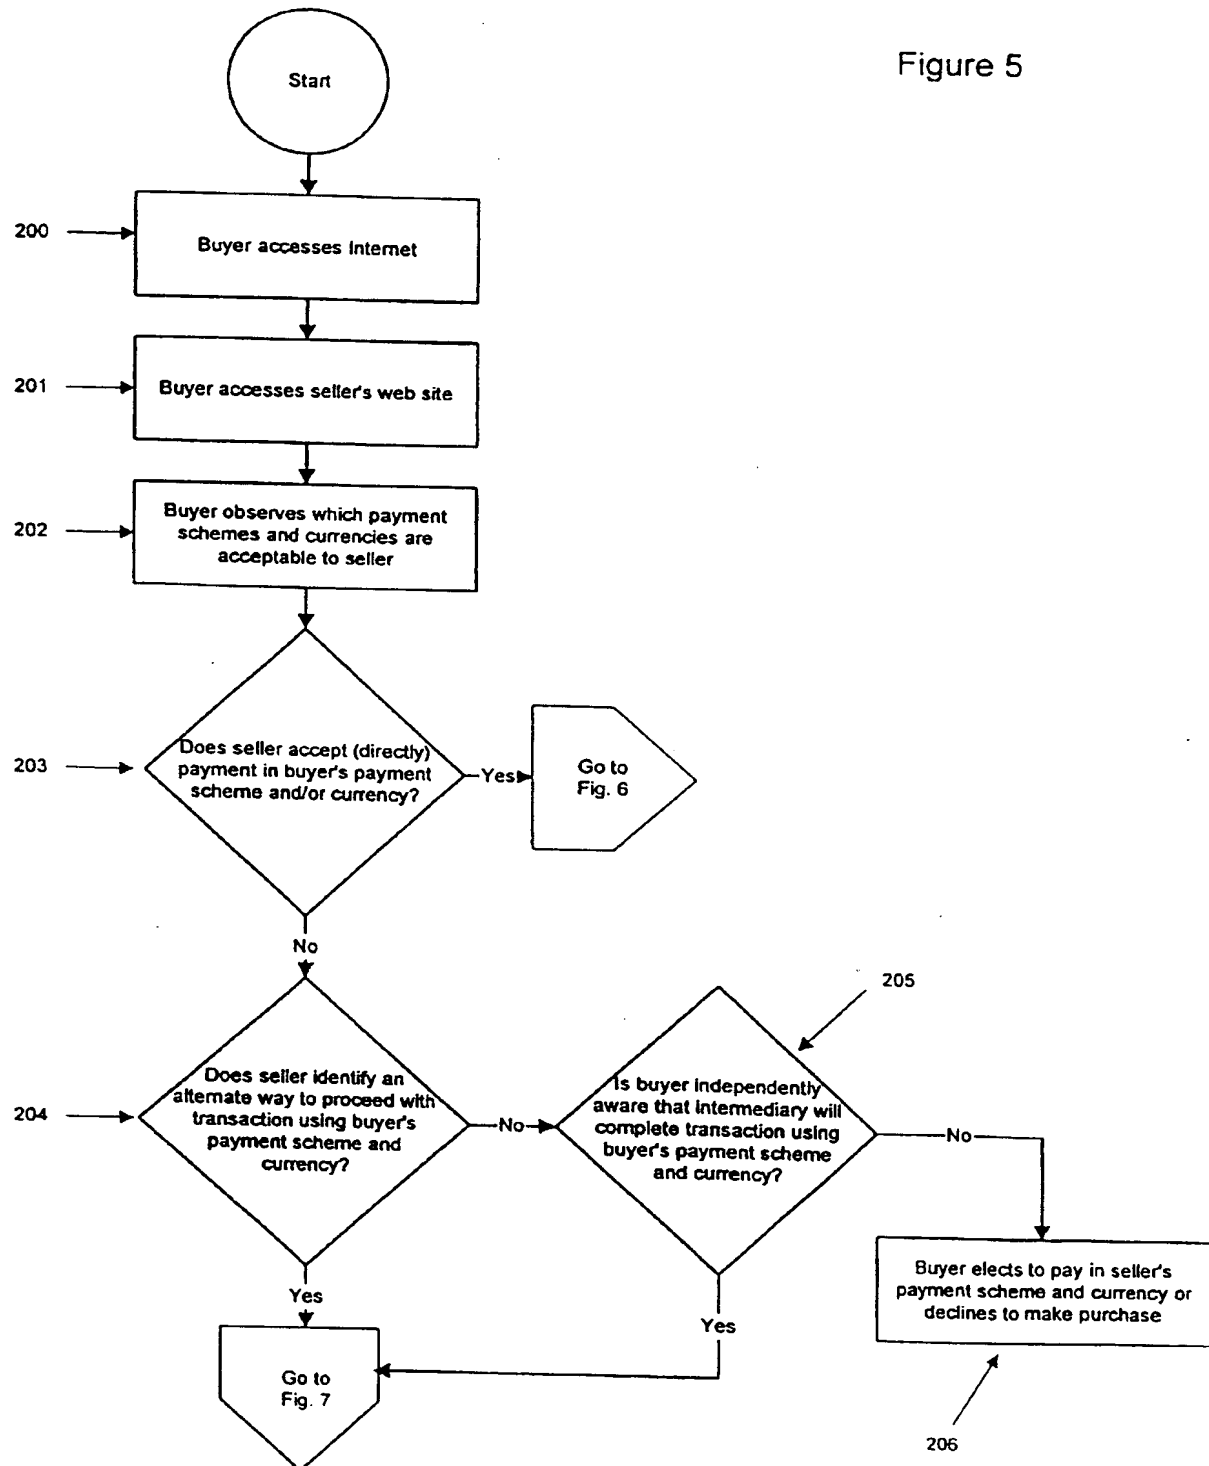 Figure 5
Start
200
Buyer accesses Internet
201
Buyer accesses seller's web site
202
Buyer observes which payment
schemes and currencies are
acceptable to seller
203
Does seller accept (directly)
payment in buyer's payment
scheme and/or currency?
Yes
Go to
Fig. 6
No
205
204
Does seller identify an
alternate way to proceed with
transaction using buyer's
payment scheme and
currency?
No
Is buyer independently
aware that intermediary will
complete transaction using
buyer's payment scheme
and currency?
No
Yes
Yes
Buyer elects to pay in seller's
payment scheme and currency or
declines to make purchase
Go to
Fig. 7
206